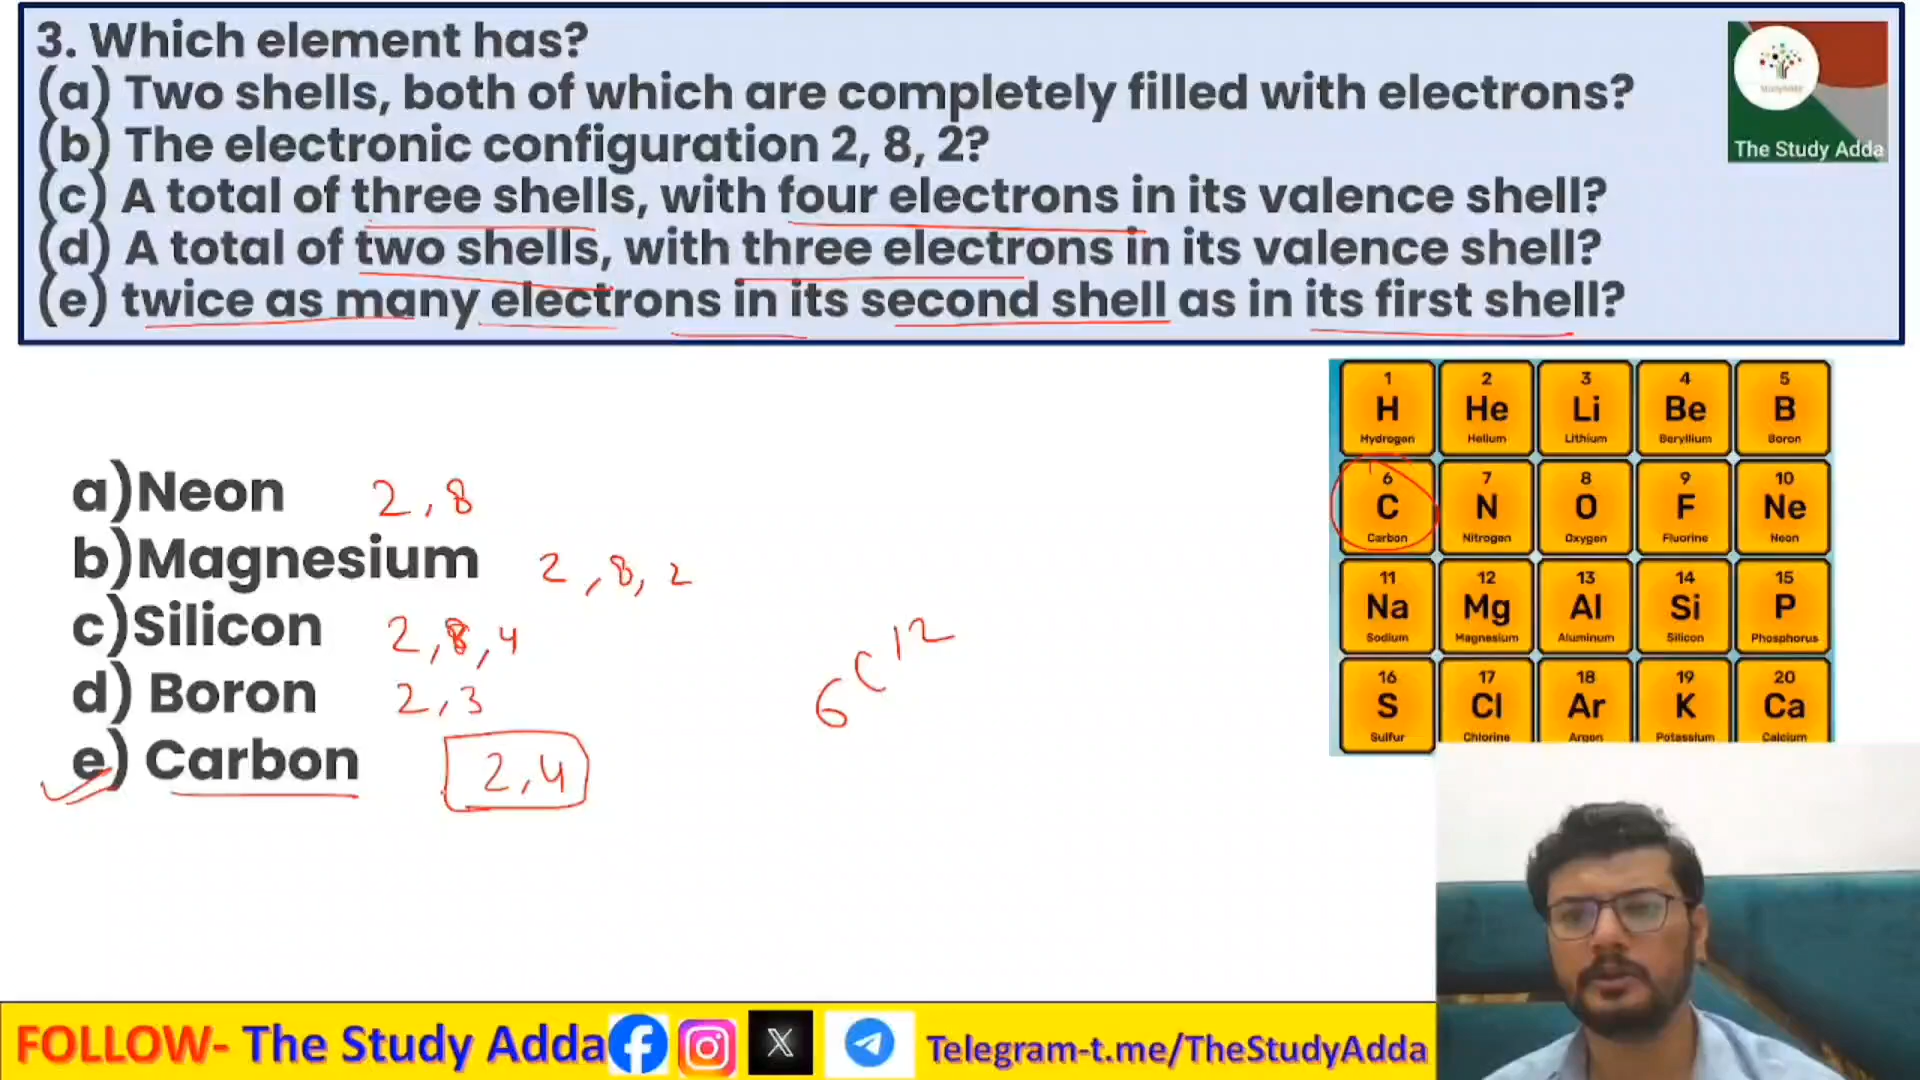 3. Which element has?
(a) Two shells, both of which are completely filled with electrons?
(b) The electronic configuration 2, 8, 2?
(c) A total of three shells, with four electrons in its valence shell?
(d) A total of two shells, with three electrons in its valence shell?
(e) twice as many electrons in its second shell as in its first shell?
The Study Adda
a)Neon 2,8
b)Magnesium 2,8,2
c)Silicon 2,8,4
d) Boron 2,3
e) Carbon 2,4
6 C 12
1 2 3 4 5
H He Li Be B
Hydrogen Helium Lithium Beryllium Boron
6 7 8 9 10
C N O F Ne
Carbon Nitrogen Oxygen Fluorine Neon
11 12 13 14 15
Na Mg Al Si P
Sodium Magnesium Aluminum Silicon Phosphorus
16 17 18 19 20
S Cl Ar K Ca
Sulfur Chlorine Argon Potassium Calcium
FOLLOW- The Study Adda Telegram-t.me/TheStudyAdda